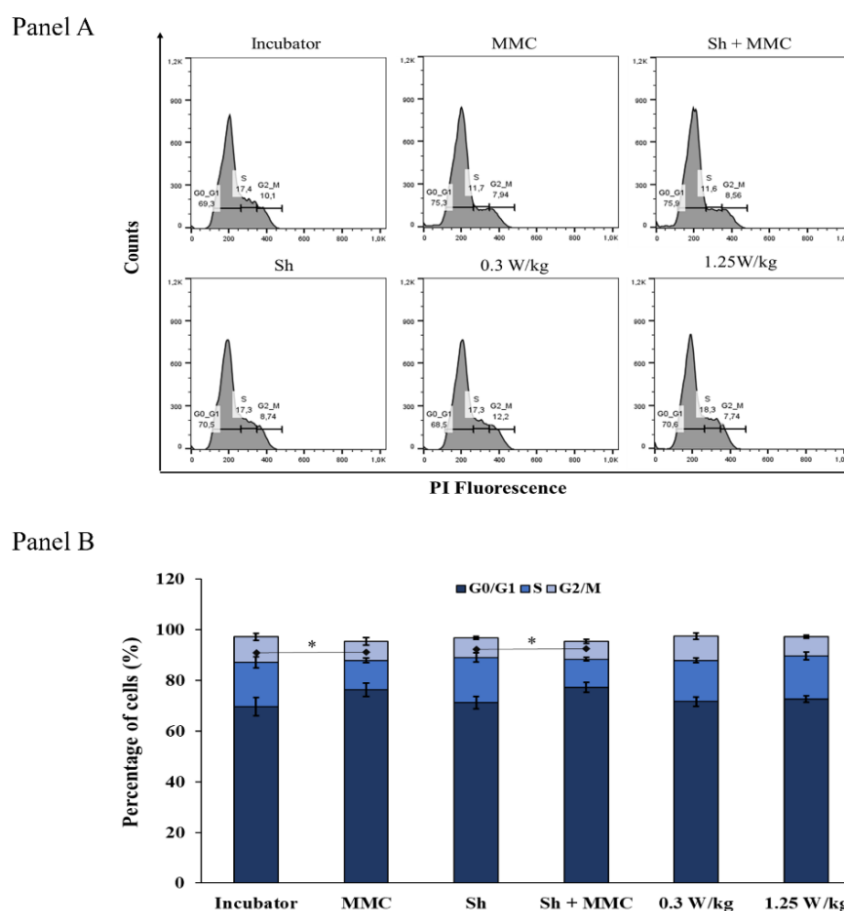 Panel A
Incubator MMC Sh + MMC
1,2K 1,2K 1,2K
900 900 900
600 600 600
300 300 300
0 0 0
G0_G1 69,3 S 17,4 G2_M 10,1
G0_G1 75,3 S 11,7 G2_M 7,94
G0_G1 75,9 S 11,6 G2_M 8,56
0 200 400 600 800 1,0K 0 200 400 600 800 1,0K 0 200 400 600 800 1,0K
Counts
Sh 0.3 W/kg 1.25W/kg
1,2K 1,2K 1,2K
900 900 900
600 600 600
300 300 300
0 0 0
G0_G1 70,5 S 17,3 G2_M 8,74
G0_G1 68,5 S 17,3 G2_M 12,2
G0_G1 70,6 S 18,3 G2_M 7,74
0 200 400 600 800 1,0K 0 200 400 600 800 1,0K 0 200 400 600 800 1,0K
PI Fluorescence
Panel B
G0/G1 S G2/M
Percentage of cells (%)
120
100
80
60
40
20
0
* *
Incubator MMC Sh Sh + MMC 0.3 W/kg 1.25 W/kg